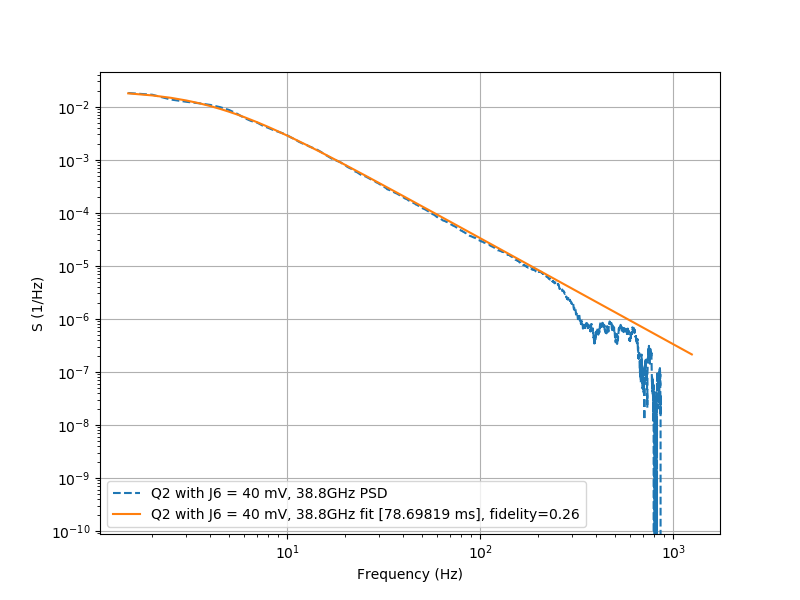 10⁻²
10⁻³
10⁻⁴
10⁻⁵
10⁻⁶
10⁻⁷
10⁻⁸
10⁻⁹
10⁻¹⁰
S (1/Hz)
Q2 with J6 = 40 mV, 38.8GHz PSD
Q2 with J6 = 40 mV, 38.8GHz fit [78.69819 ms], fidelity=0.26
10¹ 10² 10³
Frequency (Hz)